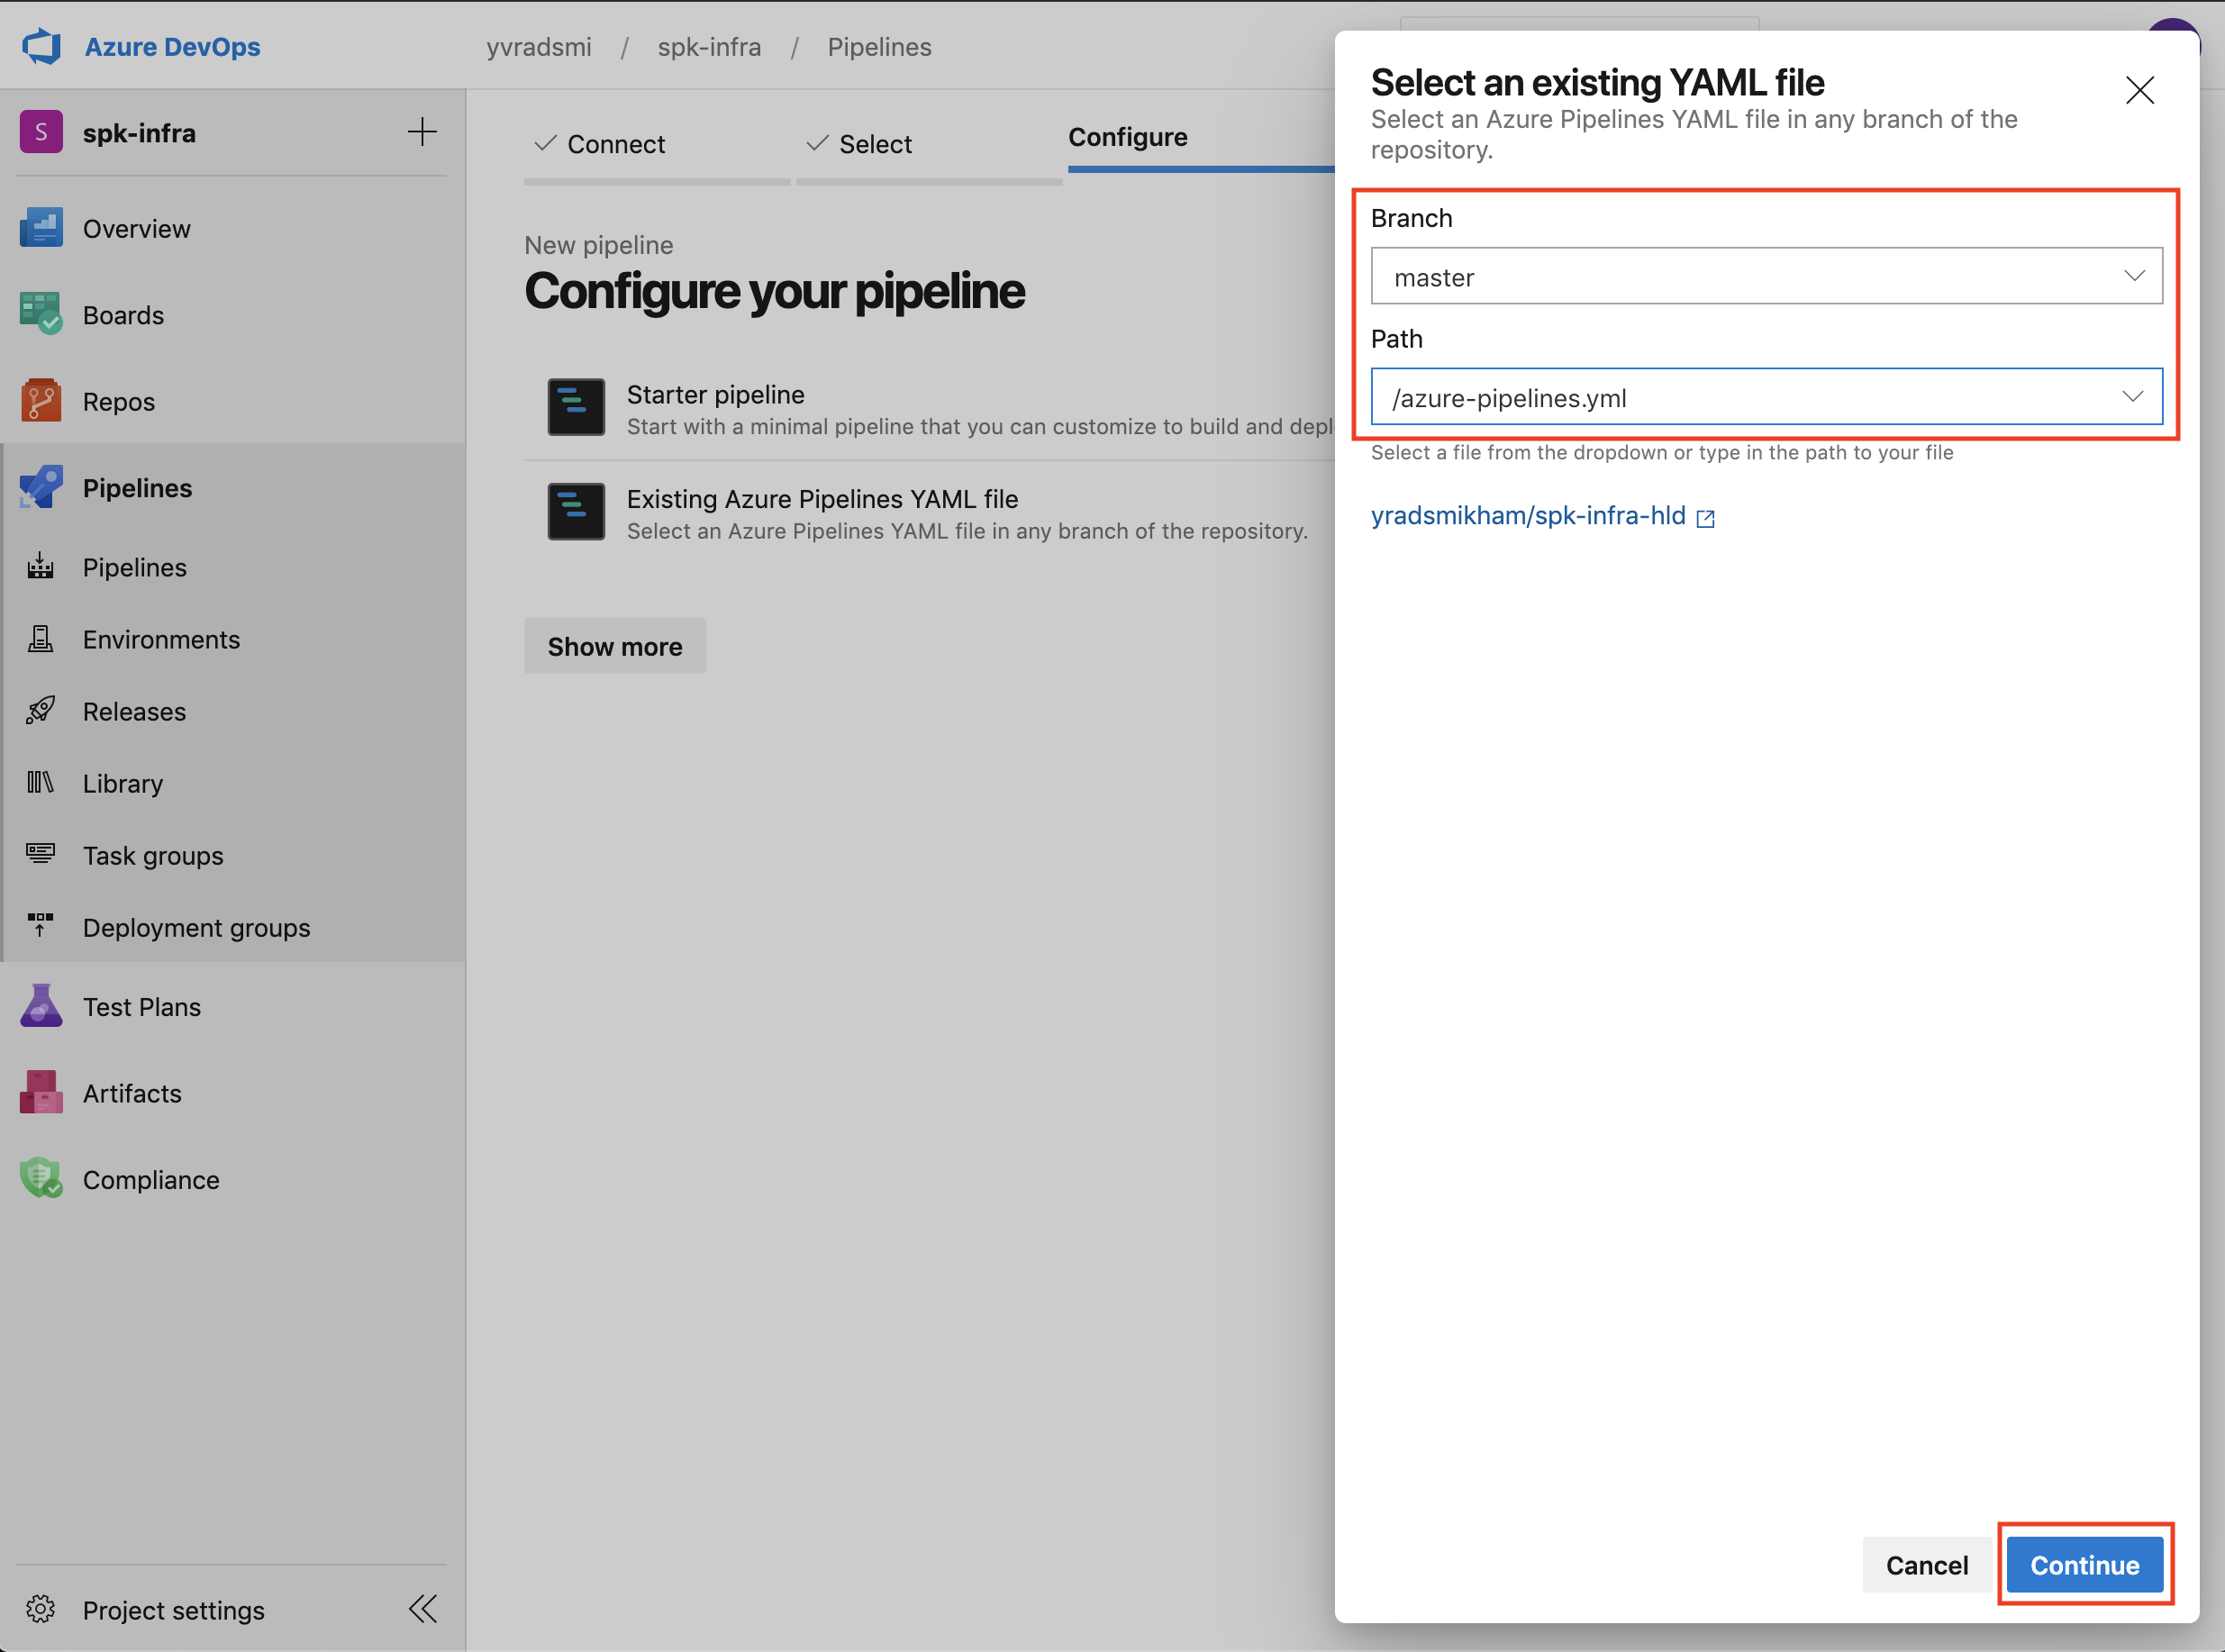 Azure DevOps
yvradsmi / spk-infra / Pipelines
S spk-infra
Overview
Boards
Repos
Pipelines
Pipelines
Environments
Releases
Library
Task groups
Deployment groups
Test Plans
Artifacts
Compliance
Project settings
Connect
Select
Configure
New pipeline
Configure your pipeline
Starter pipeline
Start with a minimal pipeline that you can customize to build and depl
Existing Azure Pipelines YAML file
Select an Azure Pipelines YAML file in any branch of the repository.
Show more
Select an existing YAML file
Select an Azure Pipelines YAML file in any branch of the
repository.
Branch
master
Path
/azure-pipelines.yml
Select a file from the dropdown or type in the path to your file
yradsmikham/spk-infra-hld
Cancel
Continue